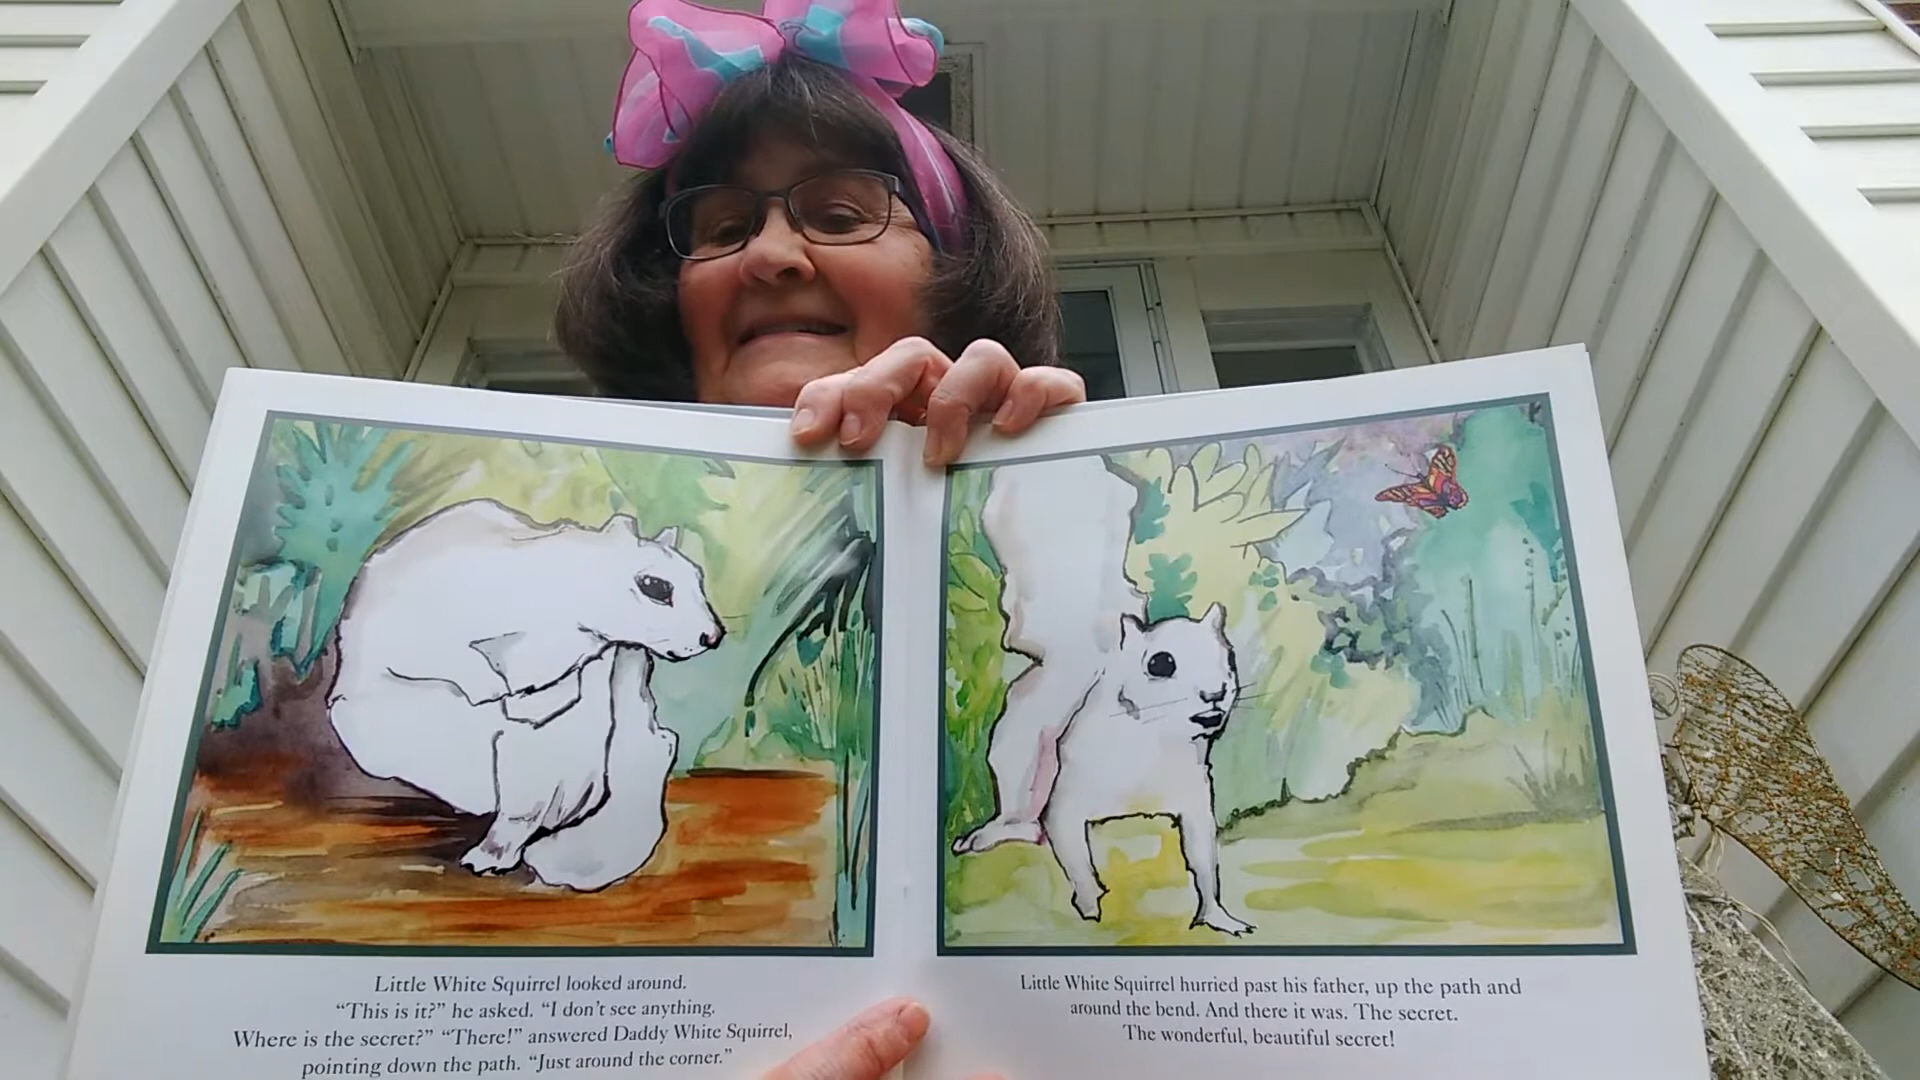 Little White Squirrel looked around.
“This is it?” he asked. “I don’t see anything.
Where is the secret?” “There!” answered Daddy White Squirrel,
pointing down the path. “Just around the corner.”
Little White Squirrel hurried past his father, up the path and
around the bend. And there it was. The secret.
The wonderful, beautiful secret!